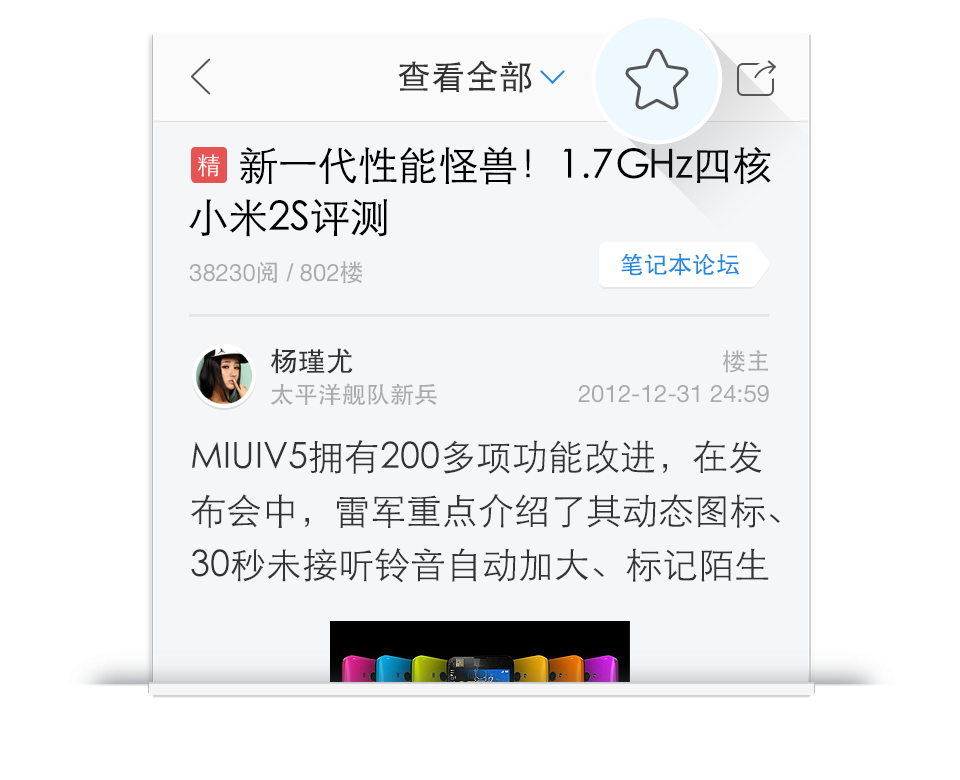 查看全部
精 新一代性能怪兽！1.7GHz四核
小米2S评测
38230阅 / 802楼
笔记本论坛
杨瑾尤
楼主
太平洋舰队新兵
2012-12-31 24:59
MIUIV5拥有200多项功能改进，在发
布会中，雷军重点介绍了其动态图标、
30秒未接听铃音自动加大、标记陌生